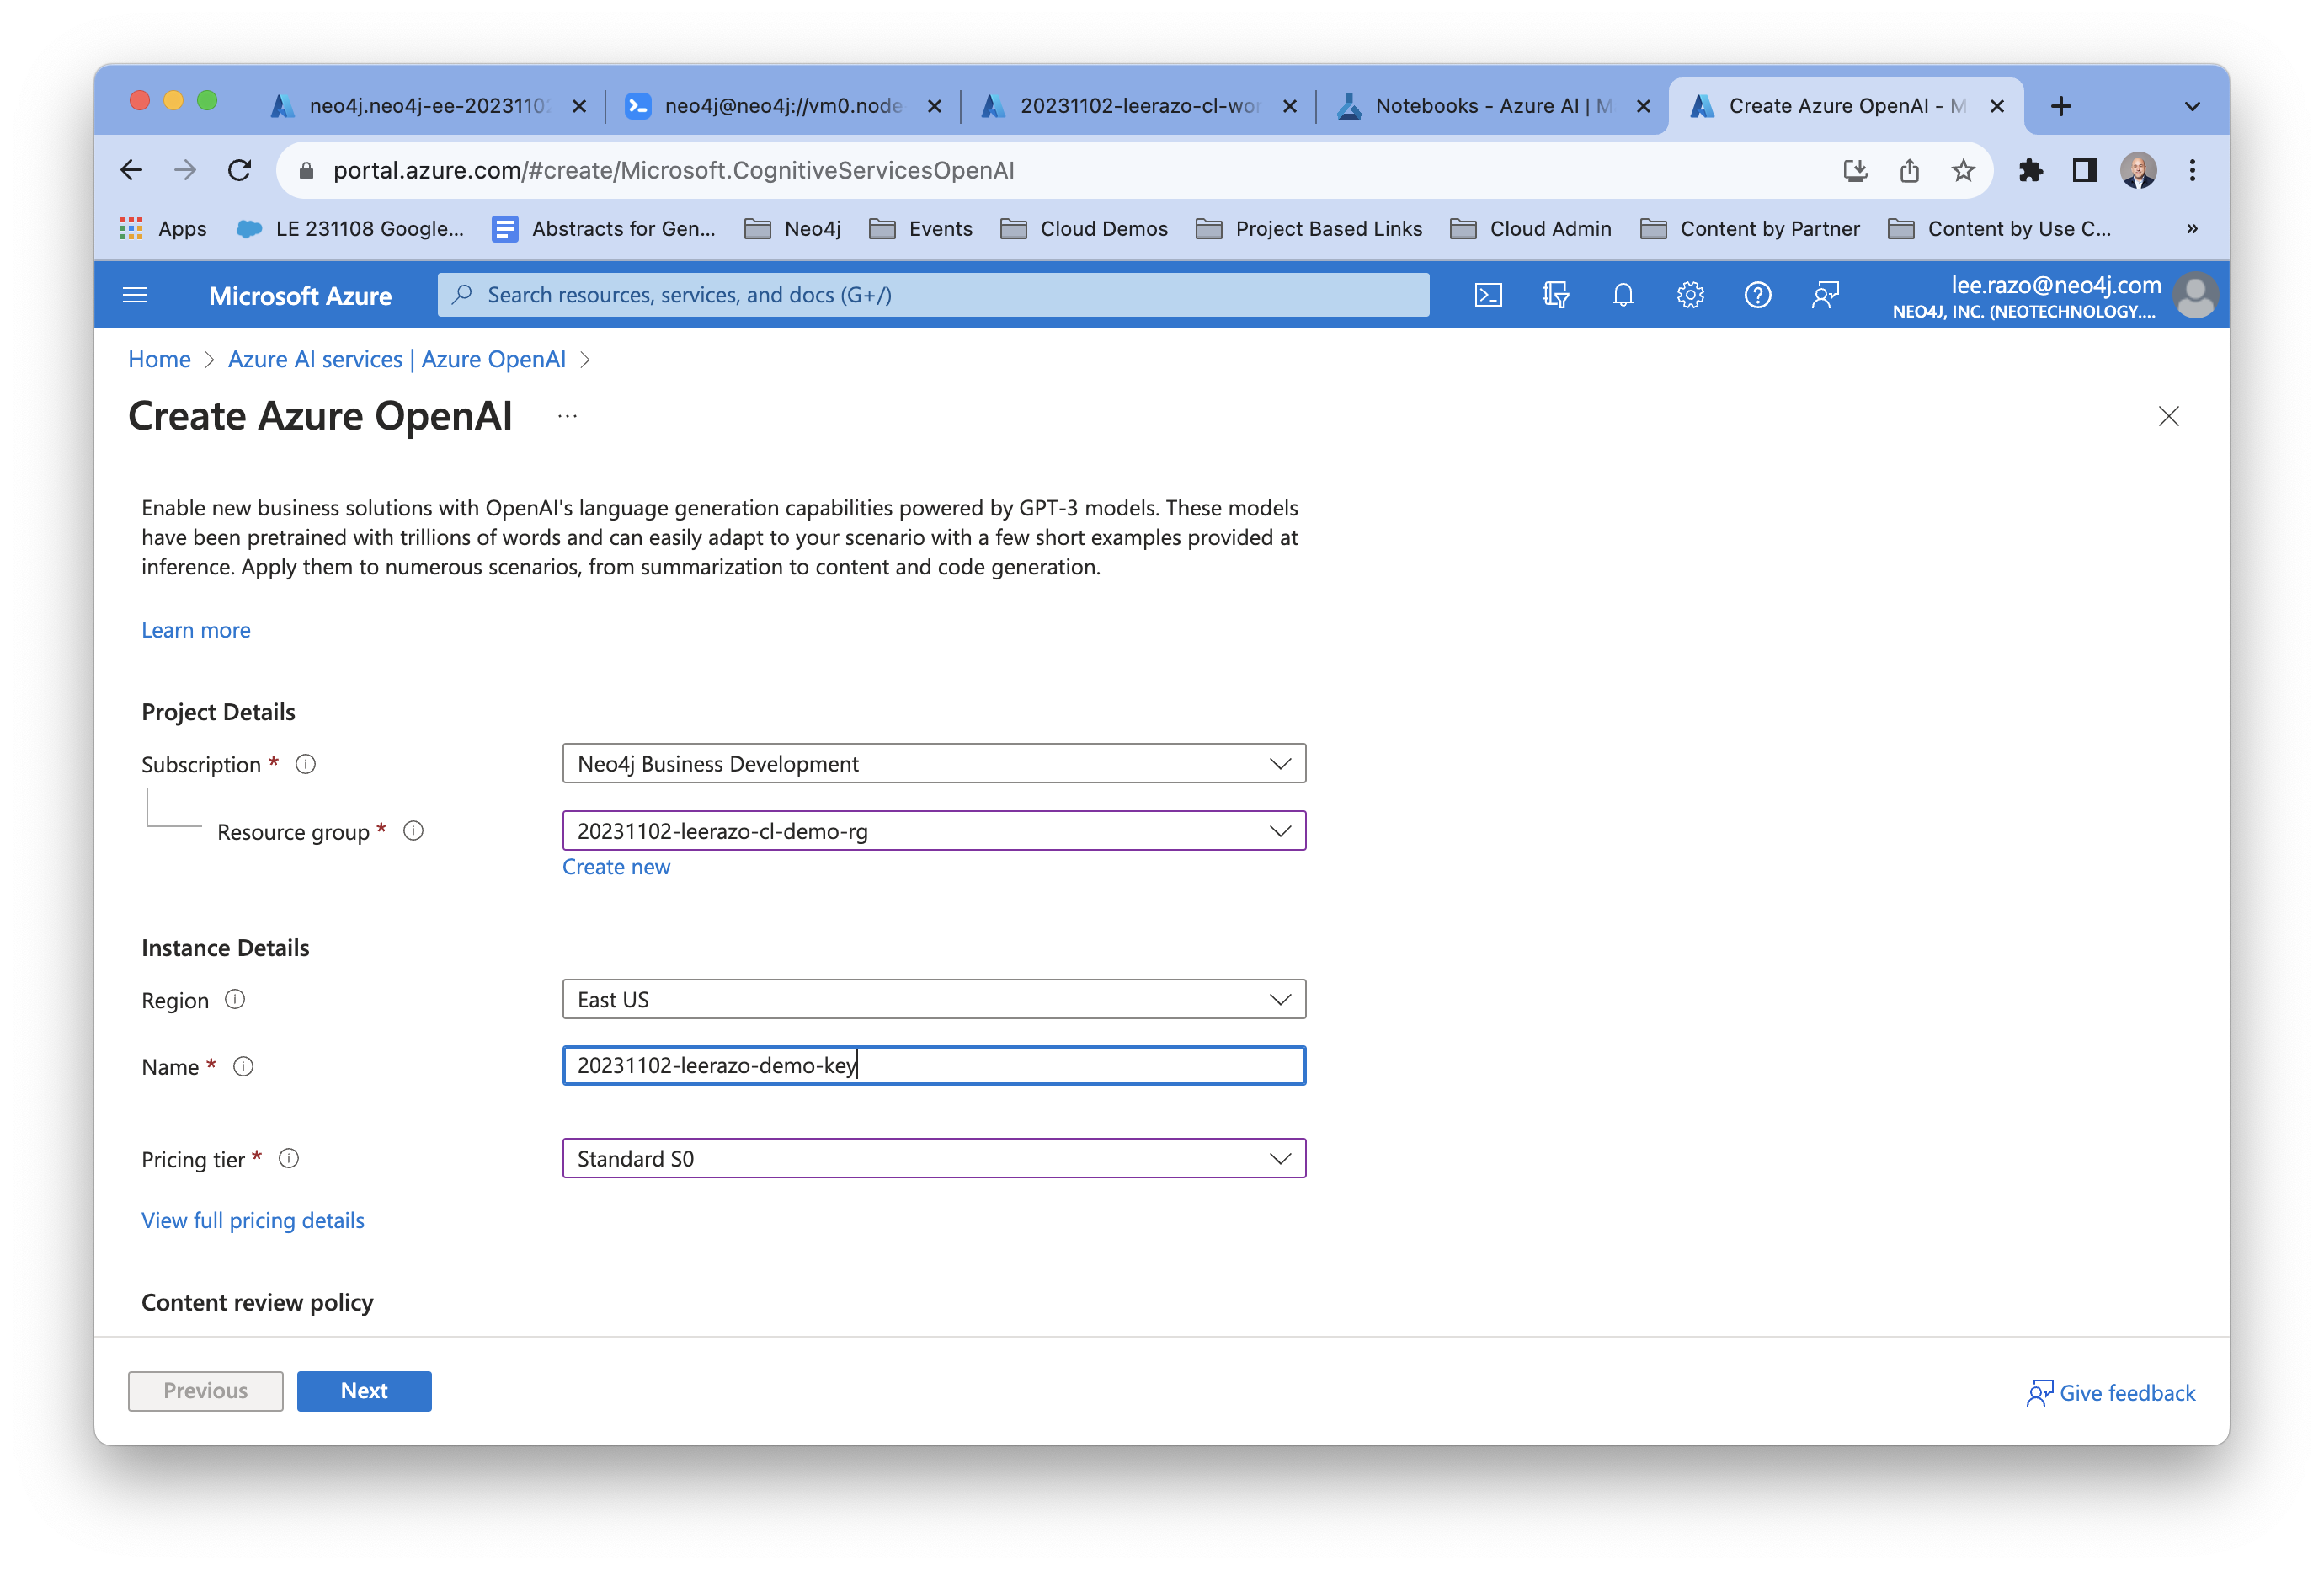 neo4j.neo4j-ee-20231102
neo4j@neo4j://vm0.node
20231102-leerazo-cl-wor
Notebooks - Azure AI | M
Create Azure OpenAI - M
portal.azure.com/#create/Microsoft.CognitiveServicesOpenAI
Apps
LE 231108 Google...
Abstracts for Gen...
Neo4j
Events
Cloud Demos
Project Based Links
Cloud Admin
Content by Partner
Content by Use C...
»
Microsoft Azure
Search resources, services, and docs (G+/)
lee.razo@neo4j.com
NEO4J, INC. (NEOTECHNOLOGY....
Home > Azure AI services | Azure OpenAI >
Create Azure OpenAI ...
Enable new business solutions with OpenAI's language generation capabilities powered by GPT-3 models. These models
have been pretrained with trillions of words and can easily adapt to your scenario with a few short examples provided at
inference. Apply them to numerous scenarios, from summarization to content and code generation.
Learn more
Project Details
Subscription *
Neo4j Business Development
Resource group *
20231102-leerazo-cl-demo-rg
Create new
Instance Details
Region
East US
Name *
20231102-leerazo-demo-key
Pricing tier *
Standard S0
View full pricing details
Content review policy
Previous
Next
Give feedback